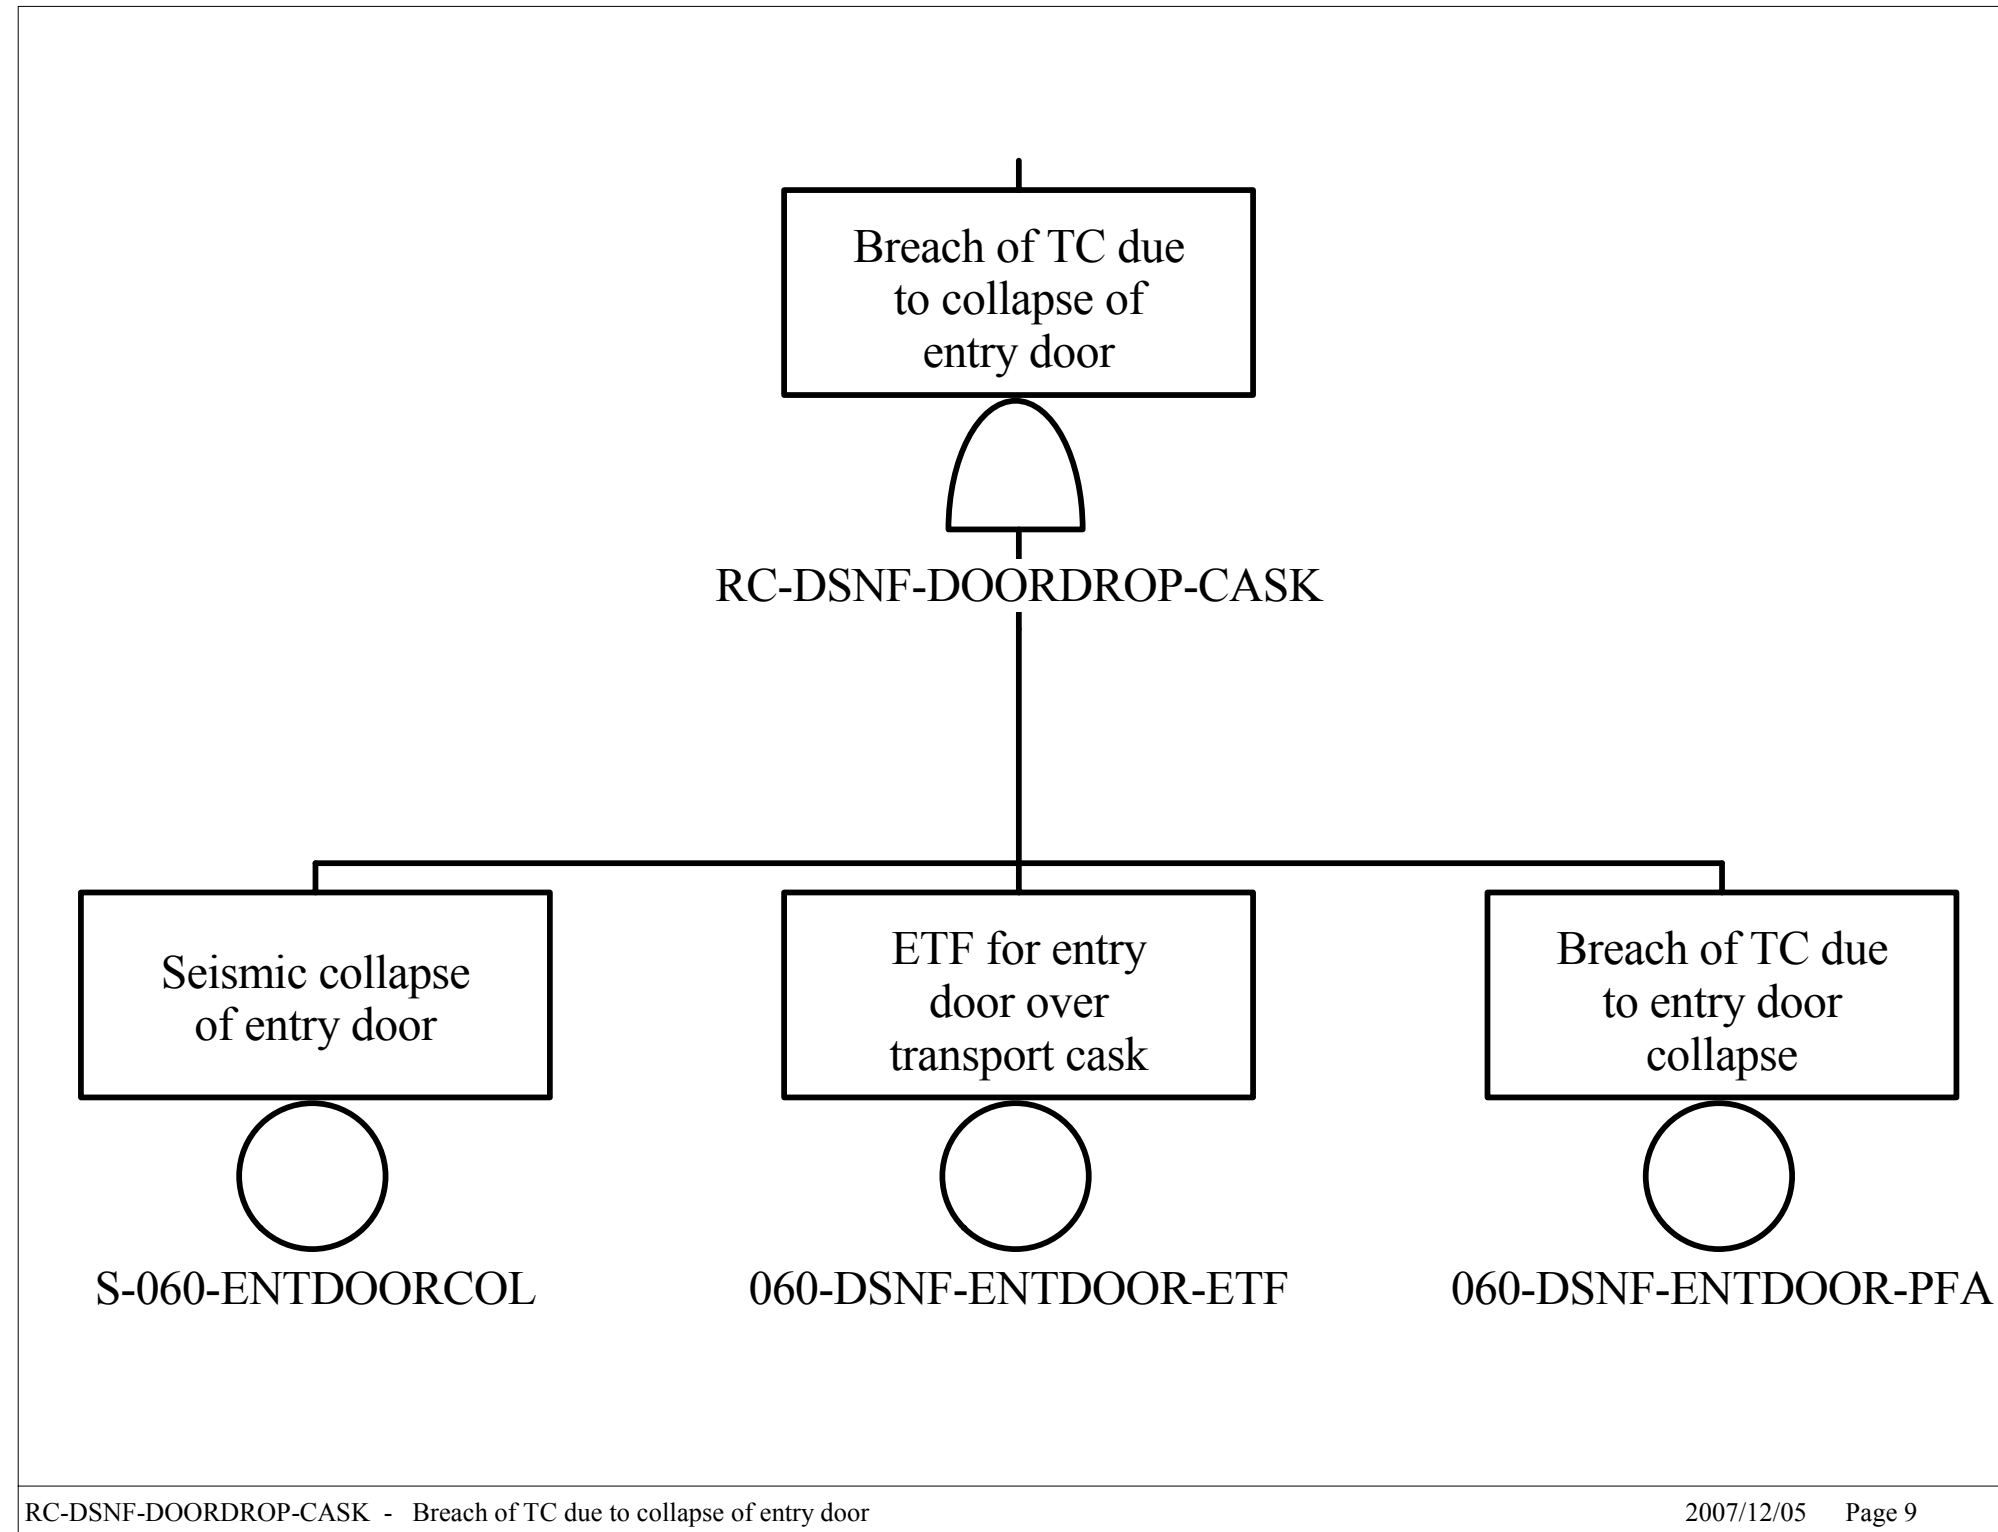 Breach of TC due
to collapse of
entry door
RC-DSNF-DOORDROP-CASK
Seismic collapse
of entry door
S-060-ENTDOORCOL
ETF for entry
door over
transport cask
060-DSNF-ENTDOOR-ETF
Breach of TC due
to entry door
collapse
060-DSNF-ENTDOOR-PFA
RC-DSNF-DOORDROP-CASK - Breach of TC due to collapse of entry door
2007/12/05 Page 9